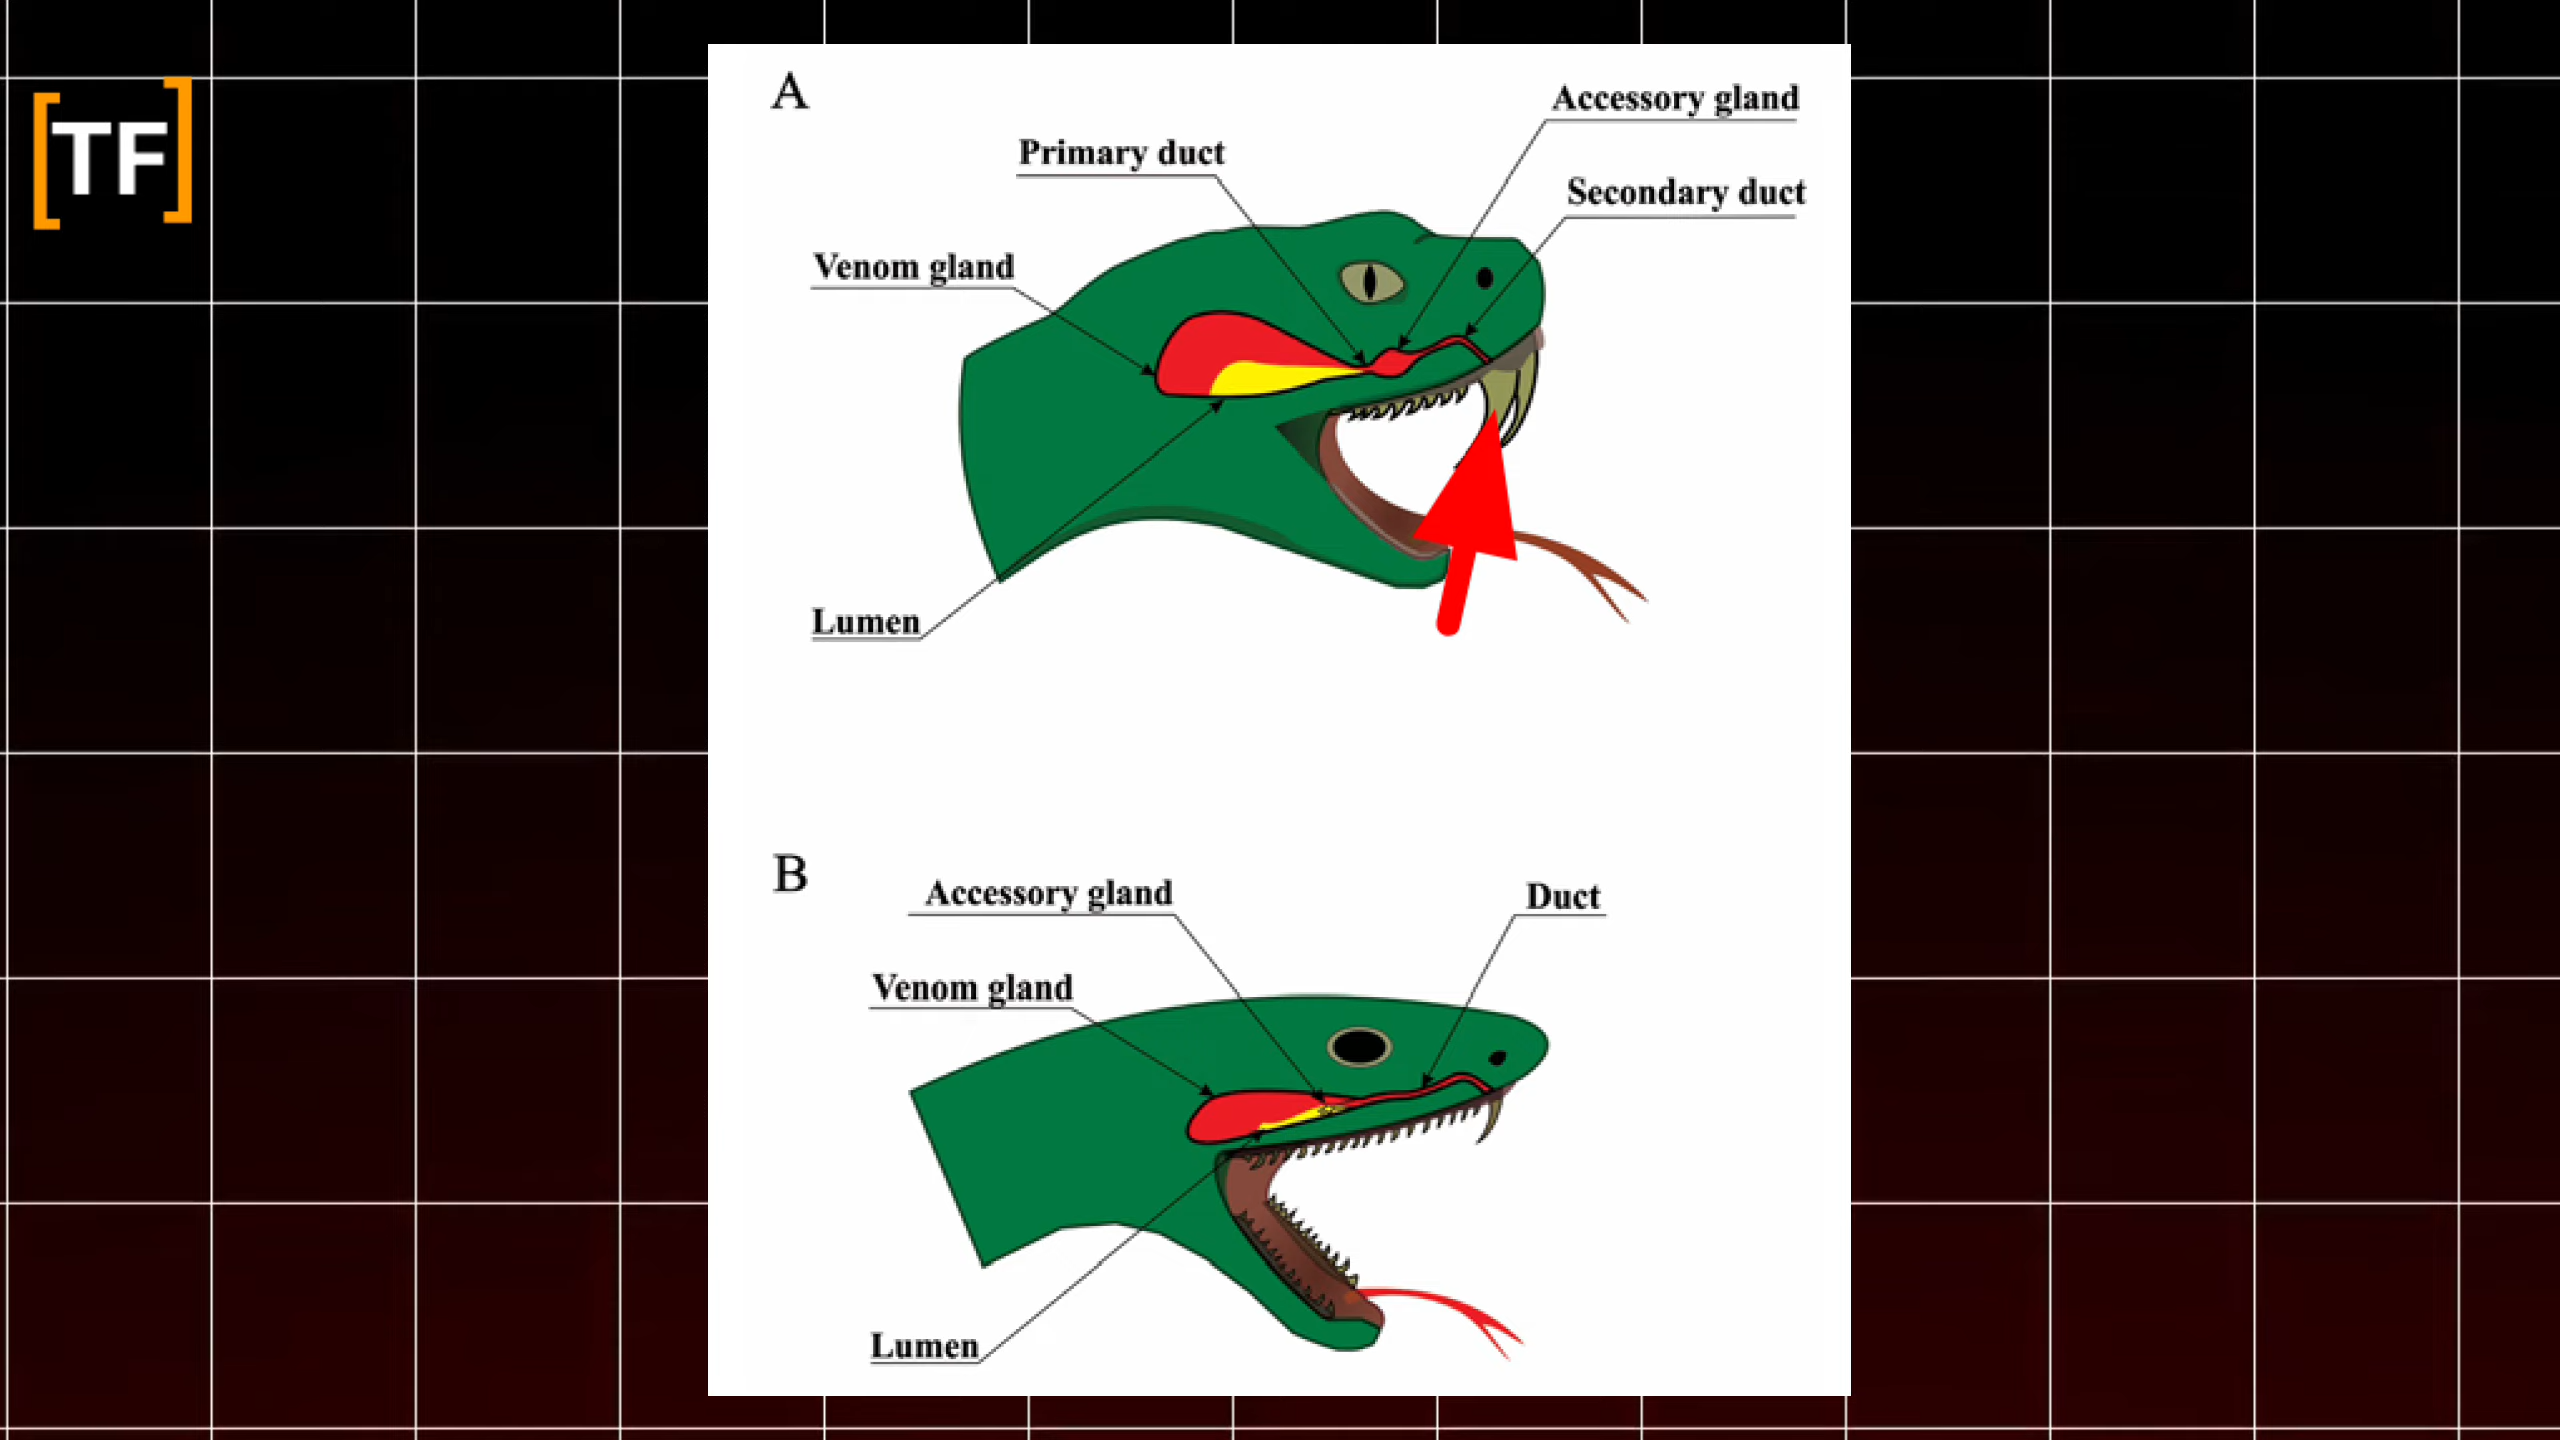 [TF]
A
Accessory gland
Primary duct
Secondary duct
Venom gland
Lumen
B
Accessory gland
Duct
Venom gland
Lumen